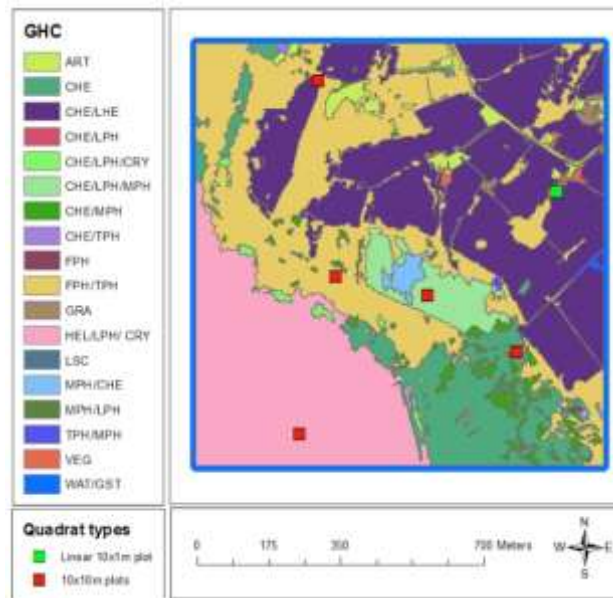 GHC
ART
CHE
CHE/LHE
CHE/LPH
CHE/LPH/CRY
CHE/LPH/MPH
CHE/MPH
CHE/TPH
FPH
FPH/TPH
GRA
HEL/LPH/ CRY
LSC
MPH/CHE
MPH/LPH
TPH/MPH
VEG
WAT/GST
Quadrat types
Linear 10x1m plot
10x10m plots
0 175 350 700 Meters
N
W E
S